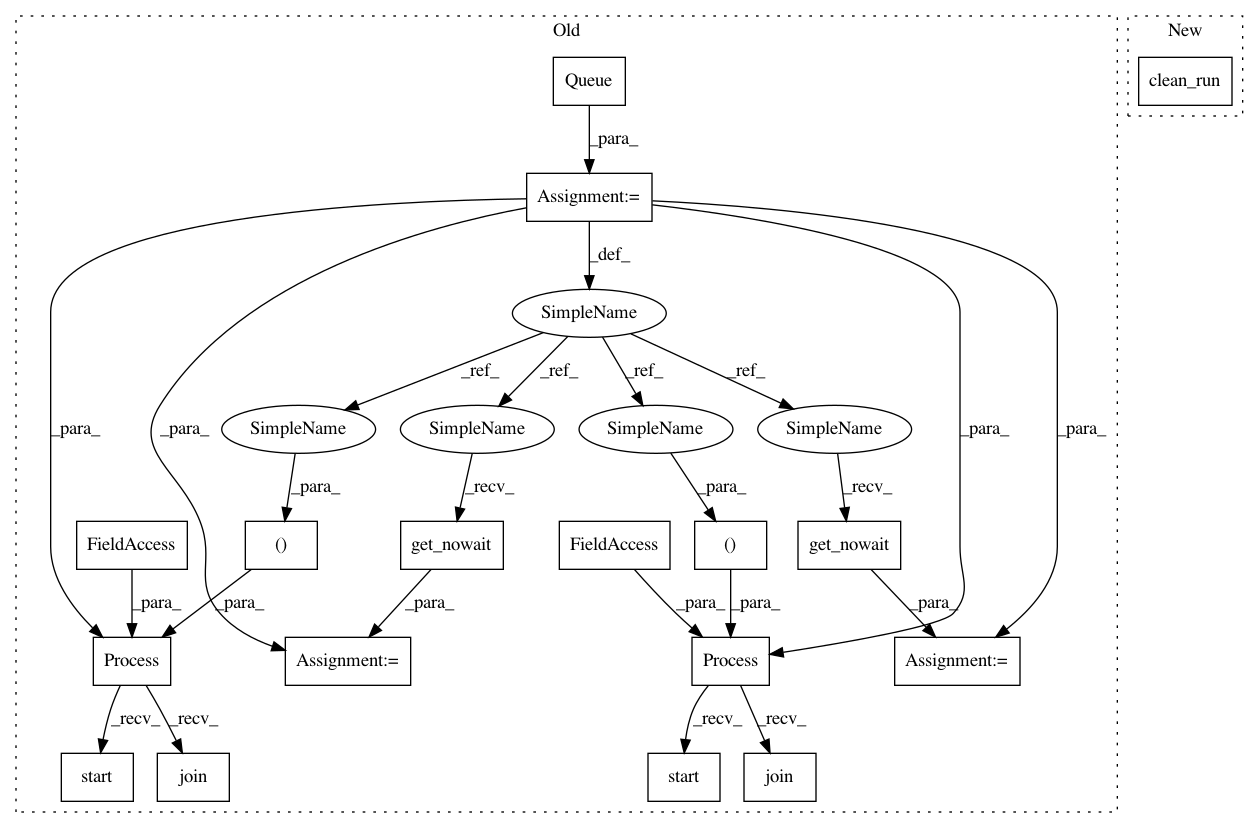 Old
New
Queue
clean_run
_para_
Assignment:=
_def_
SimpleName
_ref_
_ref_
_ref_
_ref_
_para_
_para_
SimpleName
SimpleName
SimpleName
SimpleName
_para_
_para_
_para_
_recv_
_para_
_recv_
FieldAccess
()
get_nowait
FieldAccess
()
get_nowait
_para_
_para_
_para_
_para_
_para_
_para_
Process
Assignment:=
Process
Assignment:=
_recv_
_recv_
_recv_
_recv_
start
join
start
join